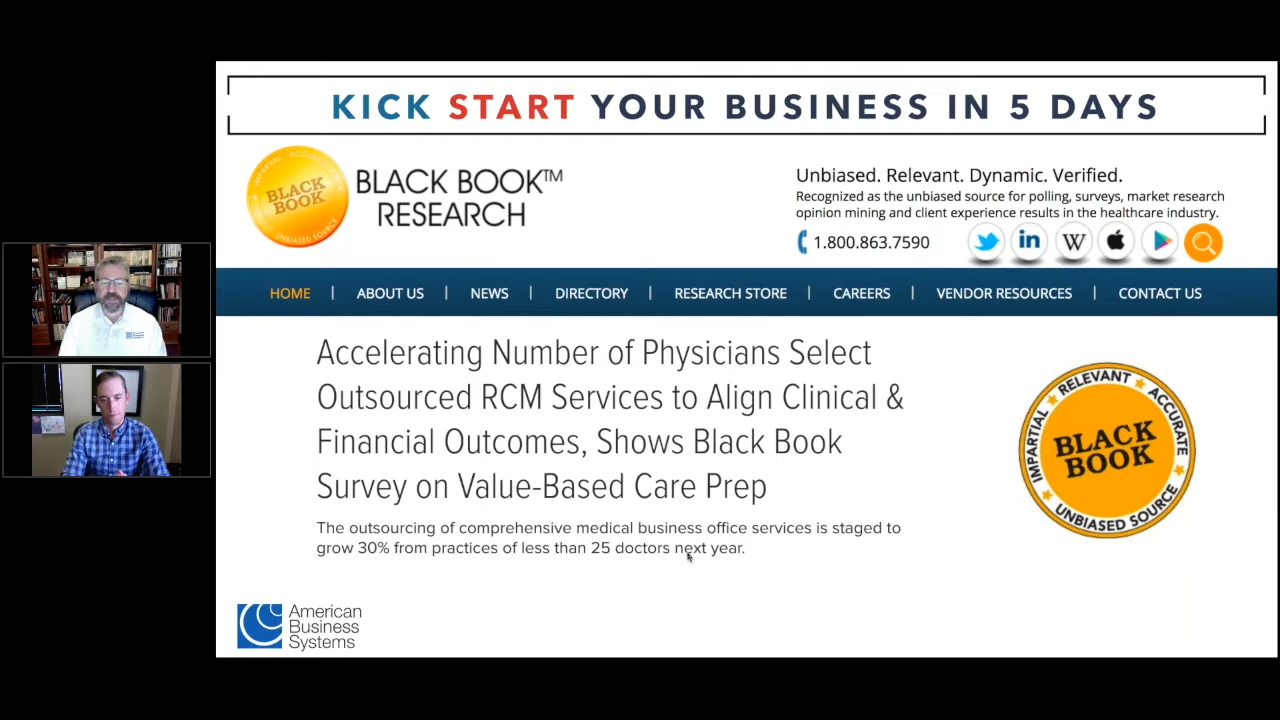 KICK START YOUR BUSINESS IN 5 DAYS
IMPARTIAL ACCURATE
BLACK
BOOK
UNBIASED SOURCE
BLACK BOOK™
RESEARCH
Unbiased. Relevant. Dynamic. Verified.
Recognized as the unbiased source for polling, surveys, market research
opinion mining and client experience results in the healthcare industry.
1.800.863.7590
in
W
HOME | ABOUT US | NEWS | DIRECTORY | RESEARCH STORE | CAREERS | VENDOR RESOURCES | CONTACT US
Accelerating Number of Physicians Select
Outsourced RCM Services to Align Clinical &
Financial Outcomes, Shows Black Book
Survey on Value-Based Care Prep
The outsourcing of comprehensive medical business office services is staged to
grow 30% from practices of less than 25 doctors next year.
IMPARTIAL RELEVANT ACCURATE
BLACK
BOOK
UNBIASED SOURCE
American
Business
Systems